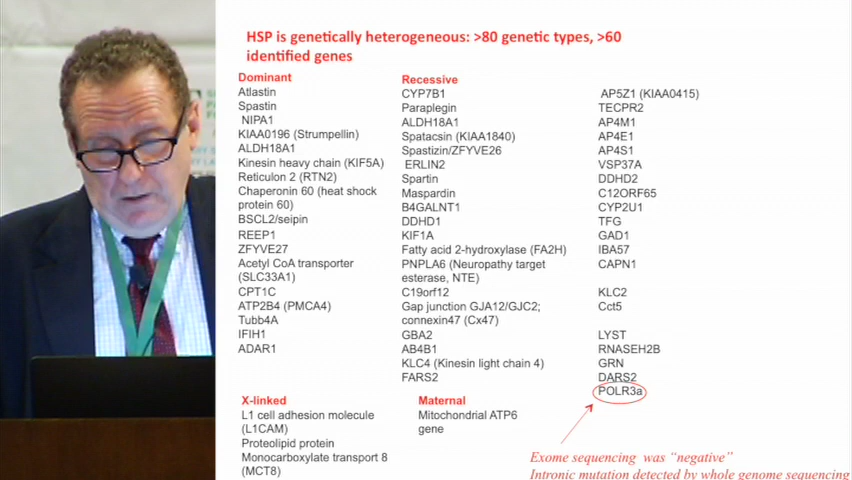 HSP is genetically heterogeneous: >80 genetic types, >60
identified genes
Dominant
Atlastin
Spastin
NIPA1
KIAA0196 (Strumpellin)
ALDH18A1
Kinesin heavy chain (KIF5A)
Reticulon 2 (RTN2)
Chaperonin 60 (heat shock
protein 60)
BSCL2/seipin
REEP1
ZFYVE27
Acetyl CoA transporter
(SLC33A1)
CPT1C
ATP2B4 (PMCA4)
Tubb4A
IFIH1
ADAR1
Recessive
CYP7B1
Paraplegin
ALDH18A1
Spatacsin (KIAA1840)
Spastizin/ZFYVE26
ERLIN2
Spartin
Maspardin
B4GALNT1
DDHD1
KIF1A
Fatty acid 2-hydroxylase (FA2H)
PNPLA6 (Neuropathy target
esterase, NTE)
C19orf12
Gap junction GJA12/GJC2;
connexin47 (Cx47)
GBA2
AB4B1
KLC4 (Kinesin light chain 4)
FARS2
AP5Z1 (KIAA0415)
TECPR2
AP4M1
AP4E1
AP4S1
VSP37A
DDHD2
C12ORF65
CYP2U1
TFG
GAD1
IBA57
CAPN1
KLC2
Cct5
LYST
RNASEH2B
GRN
DARS2
POLR3a
X-linked
L1 cell adhesion molecule
(L1CAM)
Proteolipid protein
Monocarboxylate transport 8
(MCT8)
Maternal
Mitochondrial ATP6
gene
Exome sequencing was “negative”
Intronic mutation detected by whole genome sequencing